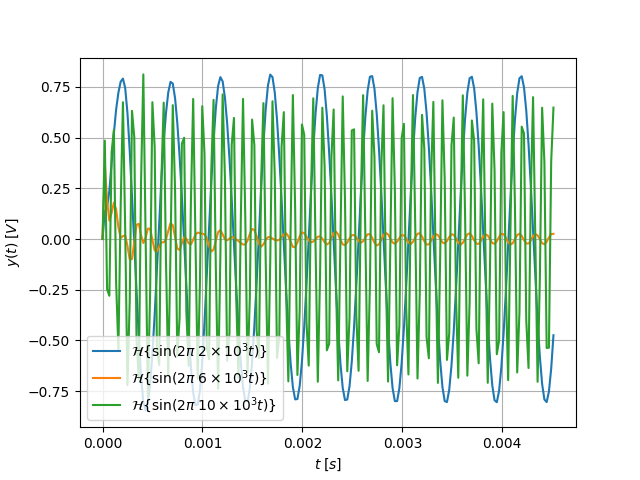 0.75
0.50
0.25
0.00
−0.25
−0.50
−0.75
y(t) [V]
ℋ{sin(2π 2 × 10³t)}
ℋ{sin(2π 6 × 10³t)}
ℋ{sin(2π 10 × 10³t)}
0.000 0.001 0.002 0.003 0.004
t [s]